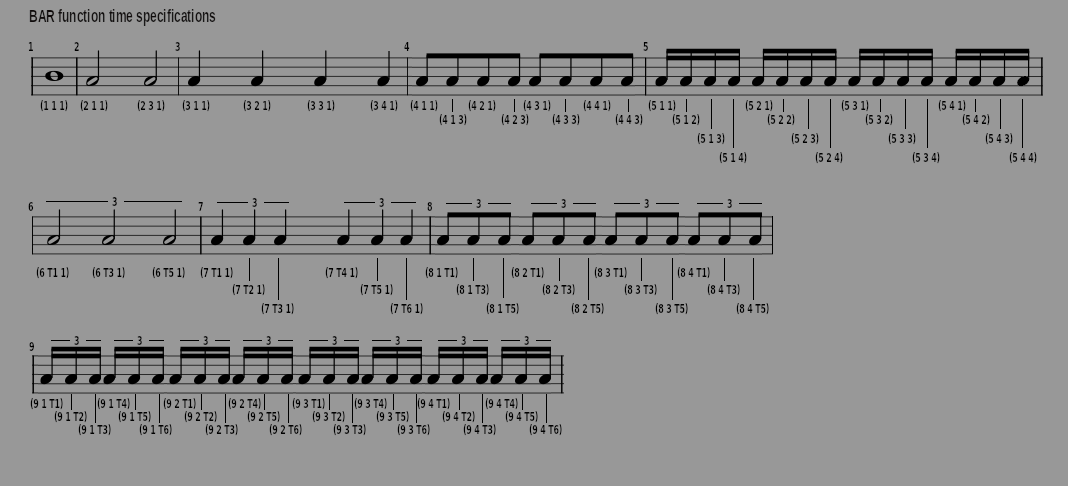 BAR function time specifications
1 2 3 4 5
(1 1 1) (2 1 1) (2 3 1) (3 1 1) (3 2 1) (3 3 1) (3 4 1) (4 1 1) (4 2 1) (4 3 1) (4 4 1) (5 1 1) (5 2 1) (5 3 1) (5 4 1)
(4 1 3) (4 2 3) (4 3 3) (4 4 3) (5 1 2) (5 2 2) (5 3 2) (5 4 2)
(5 1 3) (5 2 3) (5 3 3) (5 4 3)
(5 1 4) (5 2 4) (5 3 4) (5 4 4)
6 3 7 3 3 8 3 3 3 3
(6 T1 1) (6 T3 1) (6 T5 1) (7 T1 1) (7 T4 1) (8 1 T1) (8 2 T1) (8 3 T1) (8 4 T1)
(7 T2 1) (7 T5 1) (8 1 T3) (8 2 T3) (8 3 T3) (8 4 T3)
(7 T3 1) (7 T6 1) (8 1 T5) (8 2 T5) (8 3 T5) (8 4 T5)
9 3 3 3 3 3 3 3 3
(9 1 T1) (9 1 T4) (9 2 T1) (9 2 T4) (9 3 T1) (9 3 T4) (9 4 T1) (9 4 T4)
(9 1 T2) (9 1 T5) (9 2 T2) (9 2 T5) (9 3 T2) (9 3 T5) (9 4 T2) (9 4 T5)
(9 1 T3) (9 1 T6) (9 2 T3) (9 2 T6) (9 3 T3) (9 3 T6) (9 4 T3) (9 4 T6)